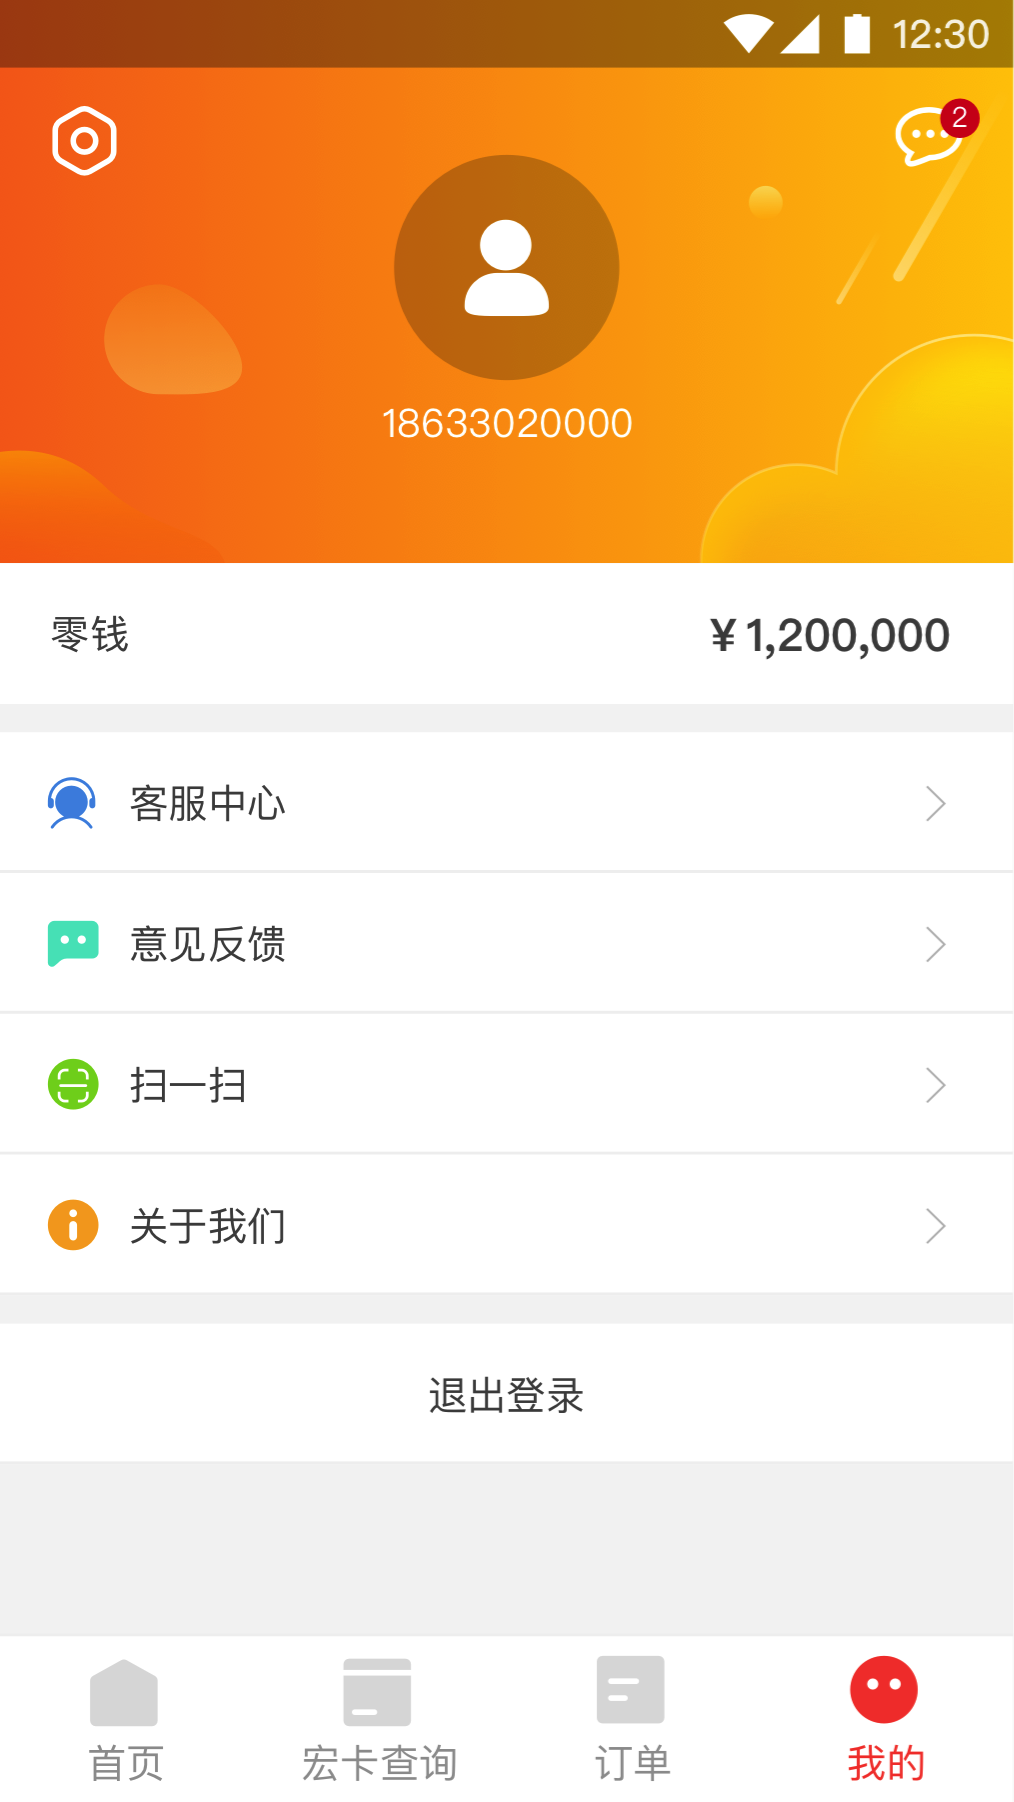 12:30
2
18633020000
零钱
¥1,200,000
客服中心
意见反馈
扫一扫
关于我们
退出登录
首页
宏卡查询
订单
我的